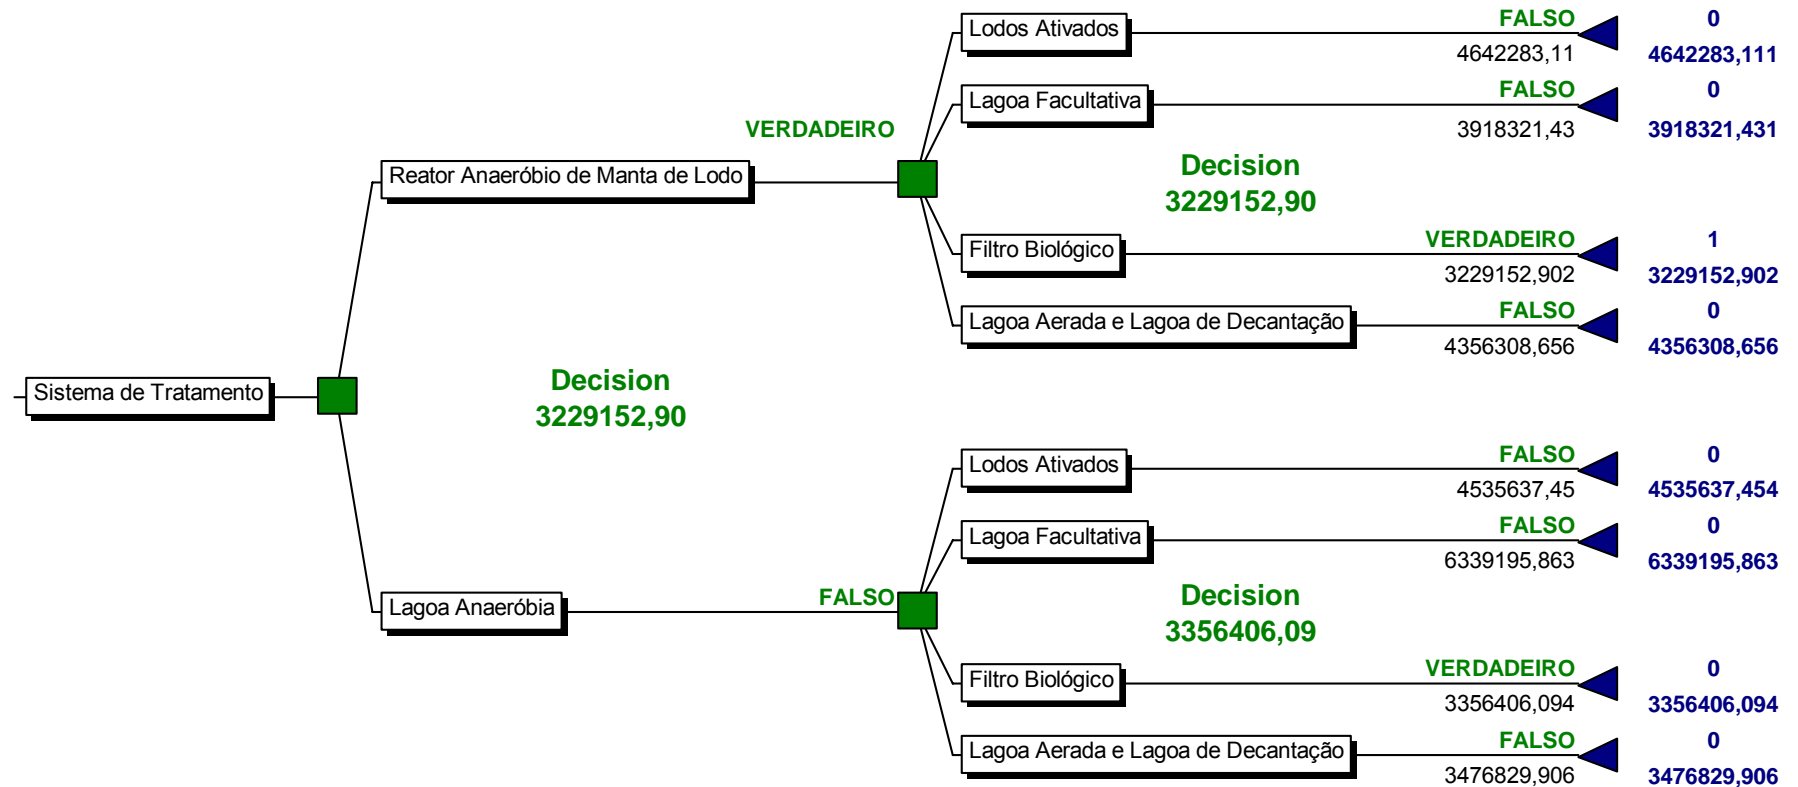 Lodos Ativados
FALSO
0
4642283,11
4642283,111
Lagoa Facultativa
FALSO
0
3918321,43
3918321,431
VERDADEIRO
Reator Anaeróbio de Manta de Lodo
Decision
3229152,90
Filtro Biológico
VERDADEIRO
1
3229152,902
3229152,902
Lagoa Aerada e Lagoa de Decantação
FALSO
0
4356308,656
4356308,656
Sistema de Tratamento
Decision
3229152,90
Lodos Ativados
FALSO
0
4535637,45
4535637,454
Lagoa Facultativa
FALSO
0
6339195,863
6339195,863
Lagoa Anaeróbia
FALSO
Decision
3356406,09
Filtro Biológico
VERDADEIRO
0
3356406,094
3356406,094
Lagoa Aerada e Lagoa de Decantação
FALSO
0
3476829,906
3476829,906